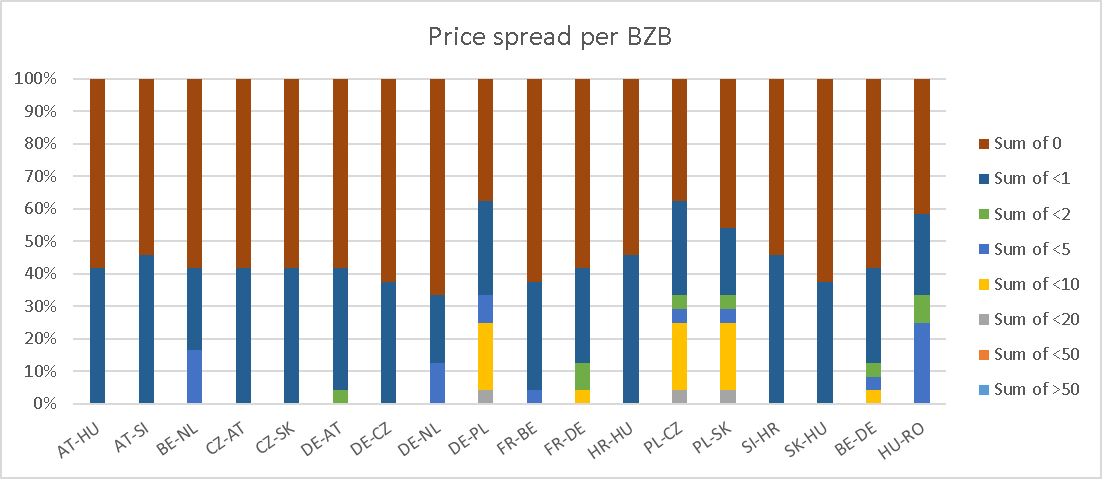 Price spread per BZB
100%
90%
80%
70%
60%
50%
40%
30%
20%
10%
0%
AT-HU
AT-SI
BE-NL
CZ-AT
CZ-SK
DE-AT
DE-CZ
DE-NL
DE-PL
FR-BE
FR-DE
HR-HU
PL-CZ
PL-SK
SI-HR
SK-HU
BE-DE
HU-RO
Sum of 0
Sum of <1
Sum of <2
Sum of <5
Sum of <10
Sum of <20
Sum of <50
Sum of >50